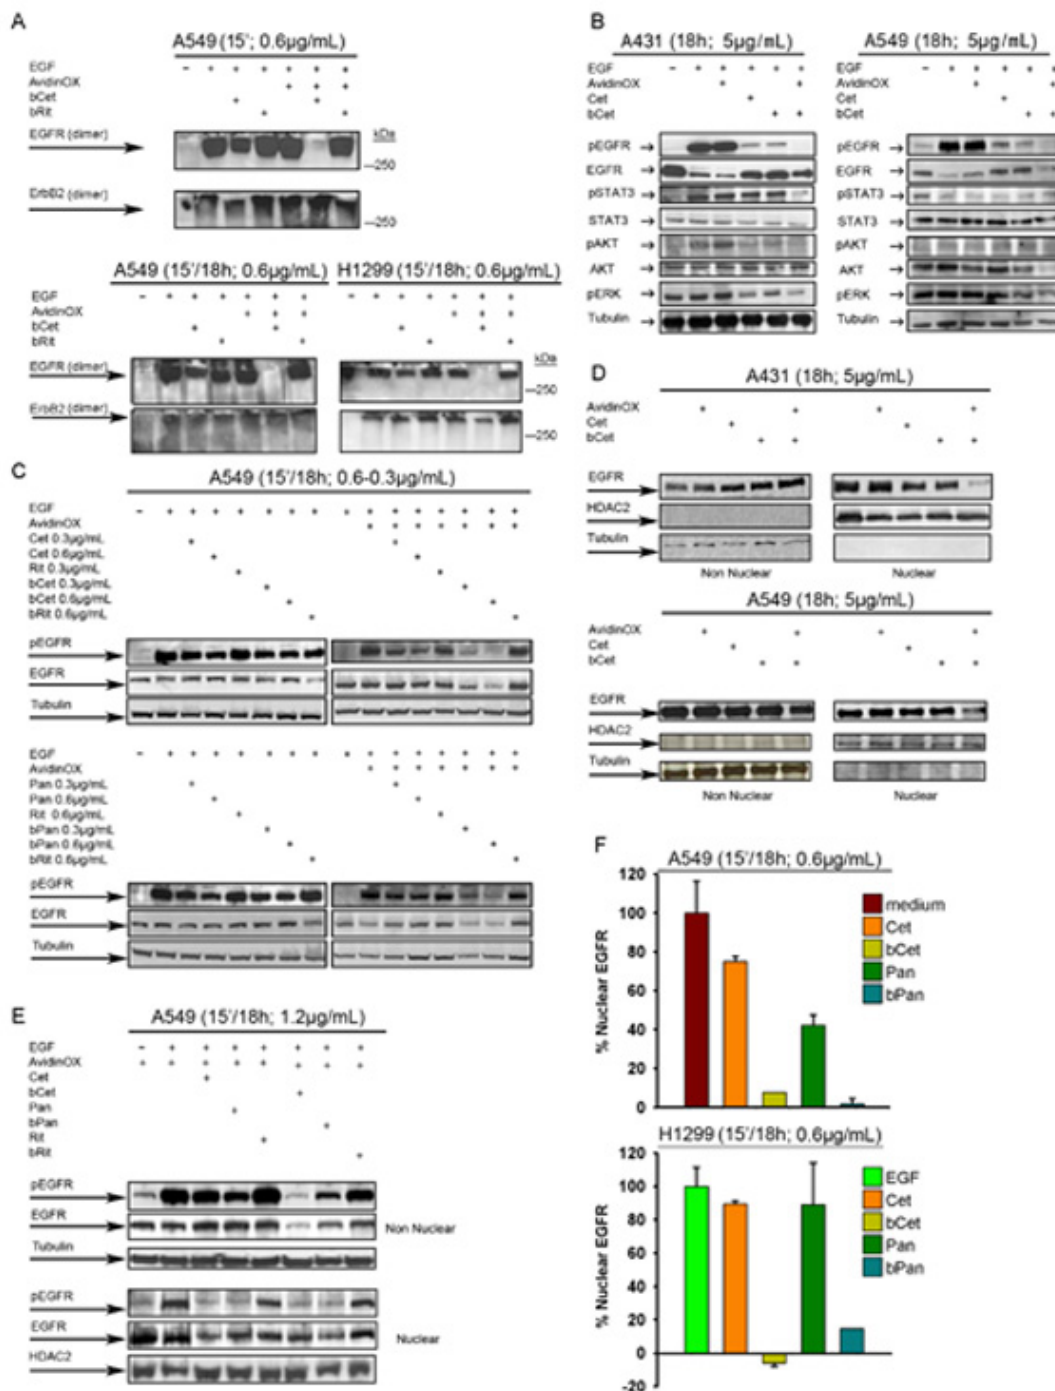 A
A549 (15'; 0.6µg/mL)
EGF
AvidinOX
bCet
bRit
EGFR (dimer)
kDa
—250
ErbB2 (dimer)
—250
A549 (15'/18h; 0.6µg/mL)
H1299 (15'/18h; 0.6µg/mL)
EGF
AvidinOX
bCet
bRit
EGFR (dimer)
kDa
—250
ErbB2 (dimer)
—250
B
A431 (18h; 5µg/mL)
A549 (18h; 5µg/mL)
EGF
AvidinOX
Cet
bCet
EGF
AvidinOX
Cet
bCet
pEGFR
EGFR
pSTAT3
STAT3
pAKT
AKT
pERK
Tubulin
pEGFR
EGFR
pSTAT3
STAT3
pAKT
AKT
pERK
Tubulin
C
A549 (15'/18h; 0.6-0.3µg/mL)
EGF
AvidinOX
Cet 0.3µg/mL
Cet 0.6µg/mL
Rit 0.3µg/mL
bCet 0.3µg/mL
bCet 0.6µg/mL
bRit 0.6µg/mL
pEGFR
EGFR
Tubulin
EGF
AvidinOX
Pan 0.3µg/mL
Pan 0.6µg/mL
Rit 0.6µg/mL
bPan 0.3µg/mL
bPan 0.6µg/mL
bRit 0.6µg/mL
pEGFR
EGFR
Tubulin
D
A431 (18h; 5µg/mL)
AvidinOX
Cet
bCet
EGFR
HDAC2
Tubulin
Non Nuclear
Nuclear
A549 (18h; 5µg/mL)
AvidinOX
Cet
bCet
EGFR
HDAC2
Tubulin
Non Nuclear
Nuclear
E
A549 (15'/18h; 1.2µg/mL)
EGF
AvidinOX
Cet
bCet
Pan
bPan
Rit
bRit
pEGFR
EGFR
Non Nuclear
Tubulin
pEGFR
EGFR
Nuclear
HDAC2
F
A549 (15'/18h; 0.6µg/mL)
120
100
80
60
40
20
0
% Nuclear EGFR
medium
Cet
bCet
Pan
bPan
H1299 (15'/18h; 0.6µg/mL)
120
100
80
60
40
20
0
-20
% Nuclear EGFR
EGF
Cet
bCet
Pan
bPan